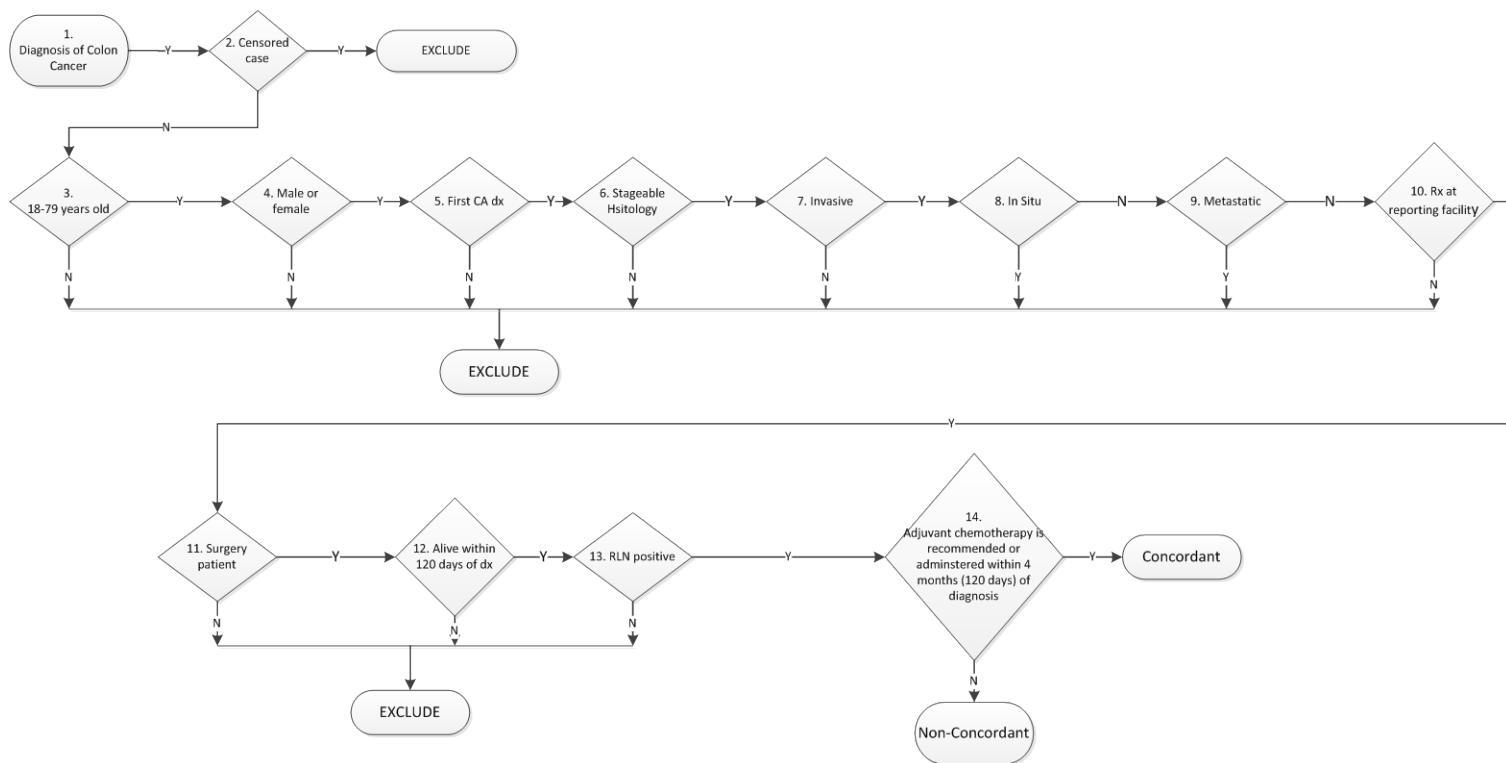 1.
Diagnosis of Colon
Cancer
Y
2. Censored
case
Y
EXCLUDE
N
3.
18-79 years old
Y
4. Male or
female
Y
5. First CA dx
Y
6. Stageable
Hsitology
Y
7. Invasive
Y
8. In Situ
N
9. Metastatic
N
10. Rx at
reporting facility
N
N
N
N
N
Y
Y
N
EXCLUDE
Y
11. Surgery
patient
Y
12. Alive within
120 days of dx
Y
13. RLN positive
Y
14.
Adjuvant chemotherapy is
recommended or
adminstered within 4
months (120 days) of
diagnosis
Y
Concordant
N
N
N
N
EXCLUDE
Non-Concordant